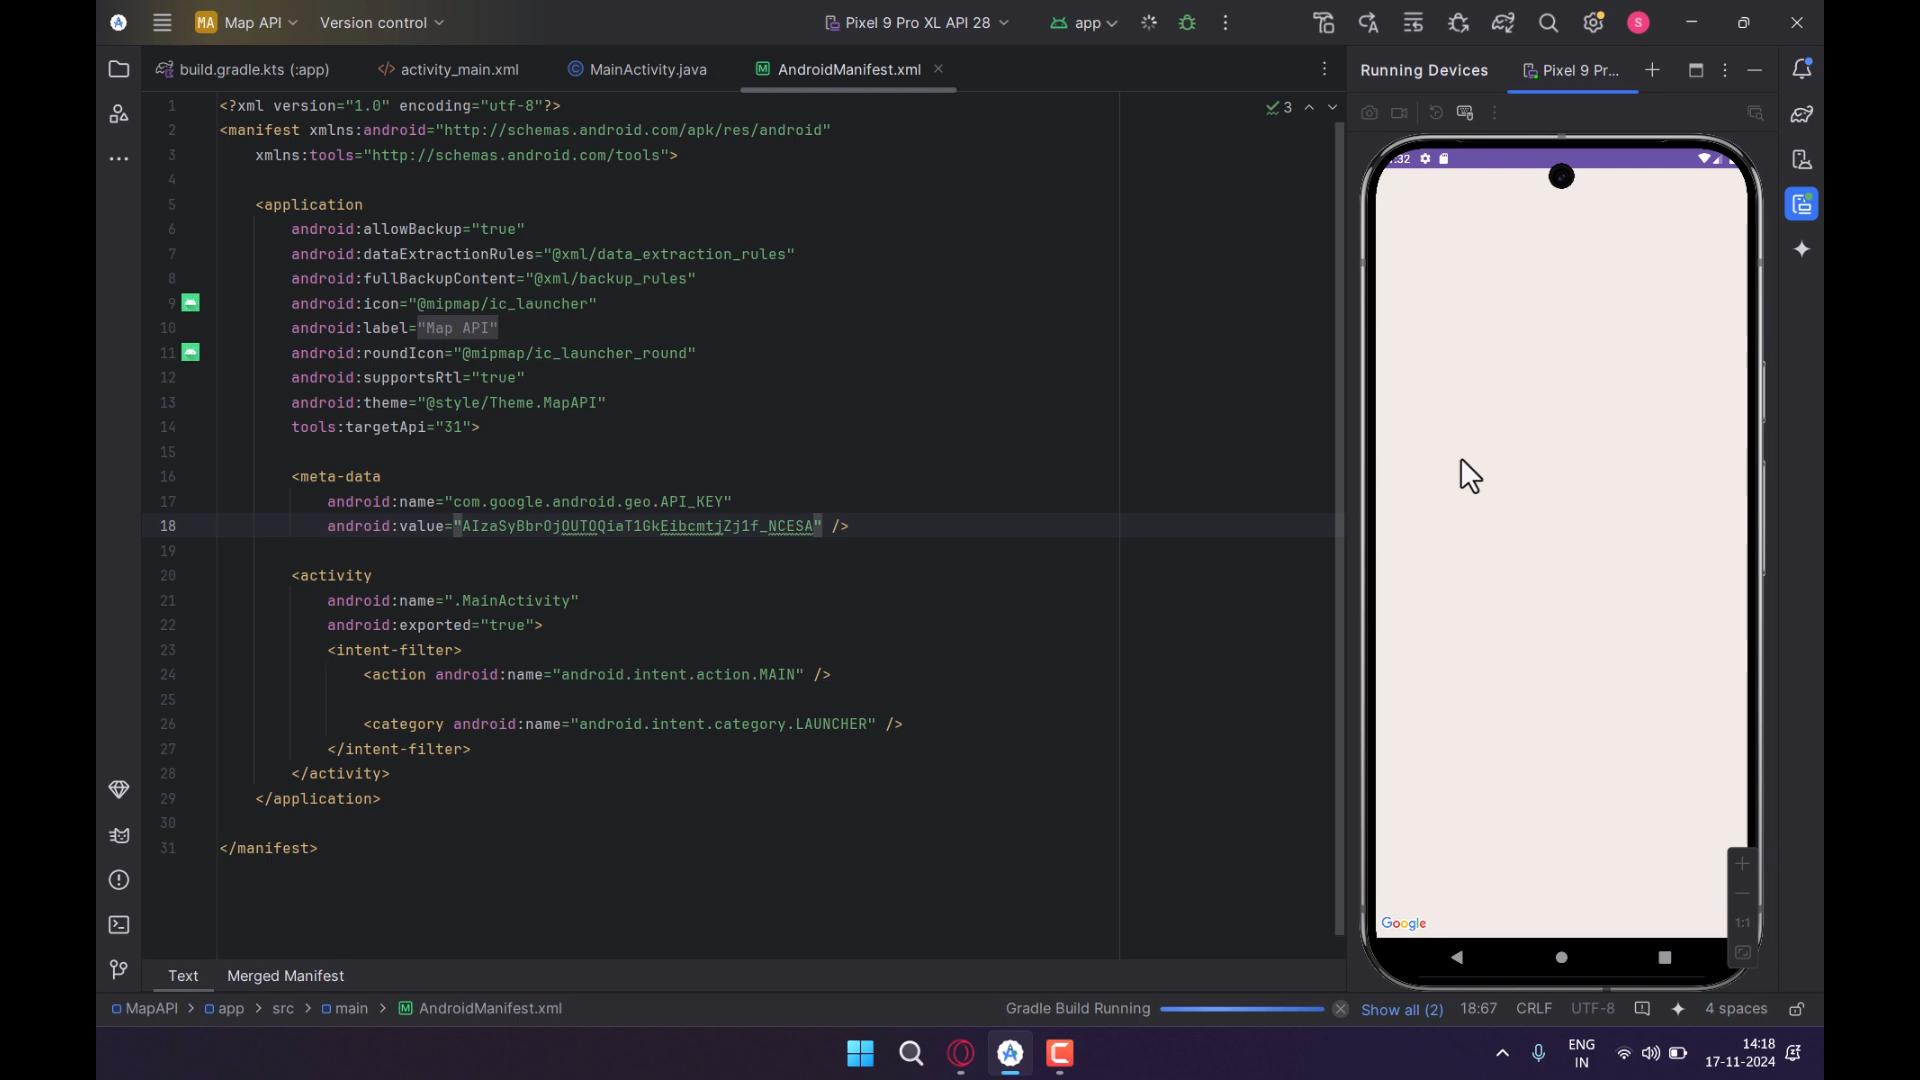 MA Map API Version control Pixel 9 Pro XL API 28 app S
build.gradle.kts (:app) activity_main.xml MainActivity.java AndroidManifest.xml Running Devices Pixel 9 Pr...
1 <?xml version="1.0" encoding="utf-8"?> 3
2 <manifest xmlns:android="http://schemas.android.com/apk/res/android"
3 xmlns:tools="http://schemas.android.com/tools">
4
5 <application
6 android:allowBackup="true"
7 android:dataExtractionRules="@xml/data_extraction_rules"
8 android:fullBackupContent="@xml/backup_rules"
9 android:icon="@mipmap/ic_launcher"
10 android:label="Map API"
11 android:roundIcon="@mipmap/ic_launcher_round"
12 android:supportsRtl="true"
13 android:theme="@style/Theme.MapAPI"
14 tools:targetApi="31">
15
16 <meta-data
17 android:name="com.google.android.geo.API_KEY"
18 android:value= />
19
20 <activity
21 android:name=".MainActivity"
22 android:exported="true">
23 <intent-filter>
24 <action android:name="android.intent.action.MAIN" />
25
26 <category android:name="android.intent.category.LAUNCHER" />
27 </intent-filter>
28 </activity>
29 </application>
30
31 </manifest>
Google
1:1
Text Merged Manifest
MapAPI > app > src > main > AndroidManifest.xml Gradle Build Running Show all (2) 18:67 CRLF UTF-8 4 spaces
ENG
IN
14:18
17-11-2024